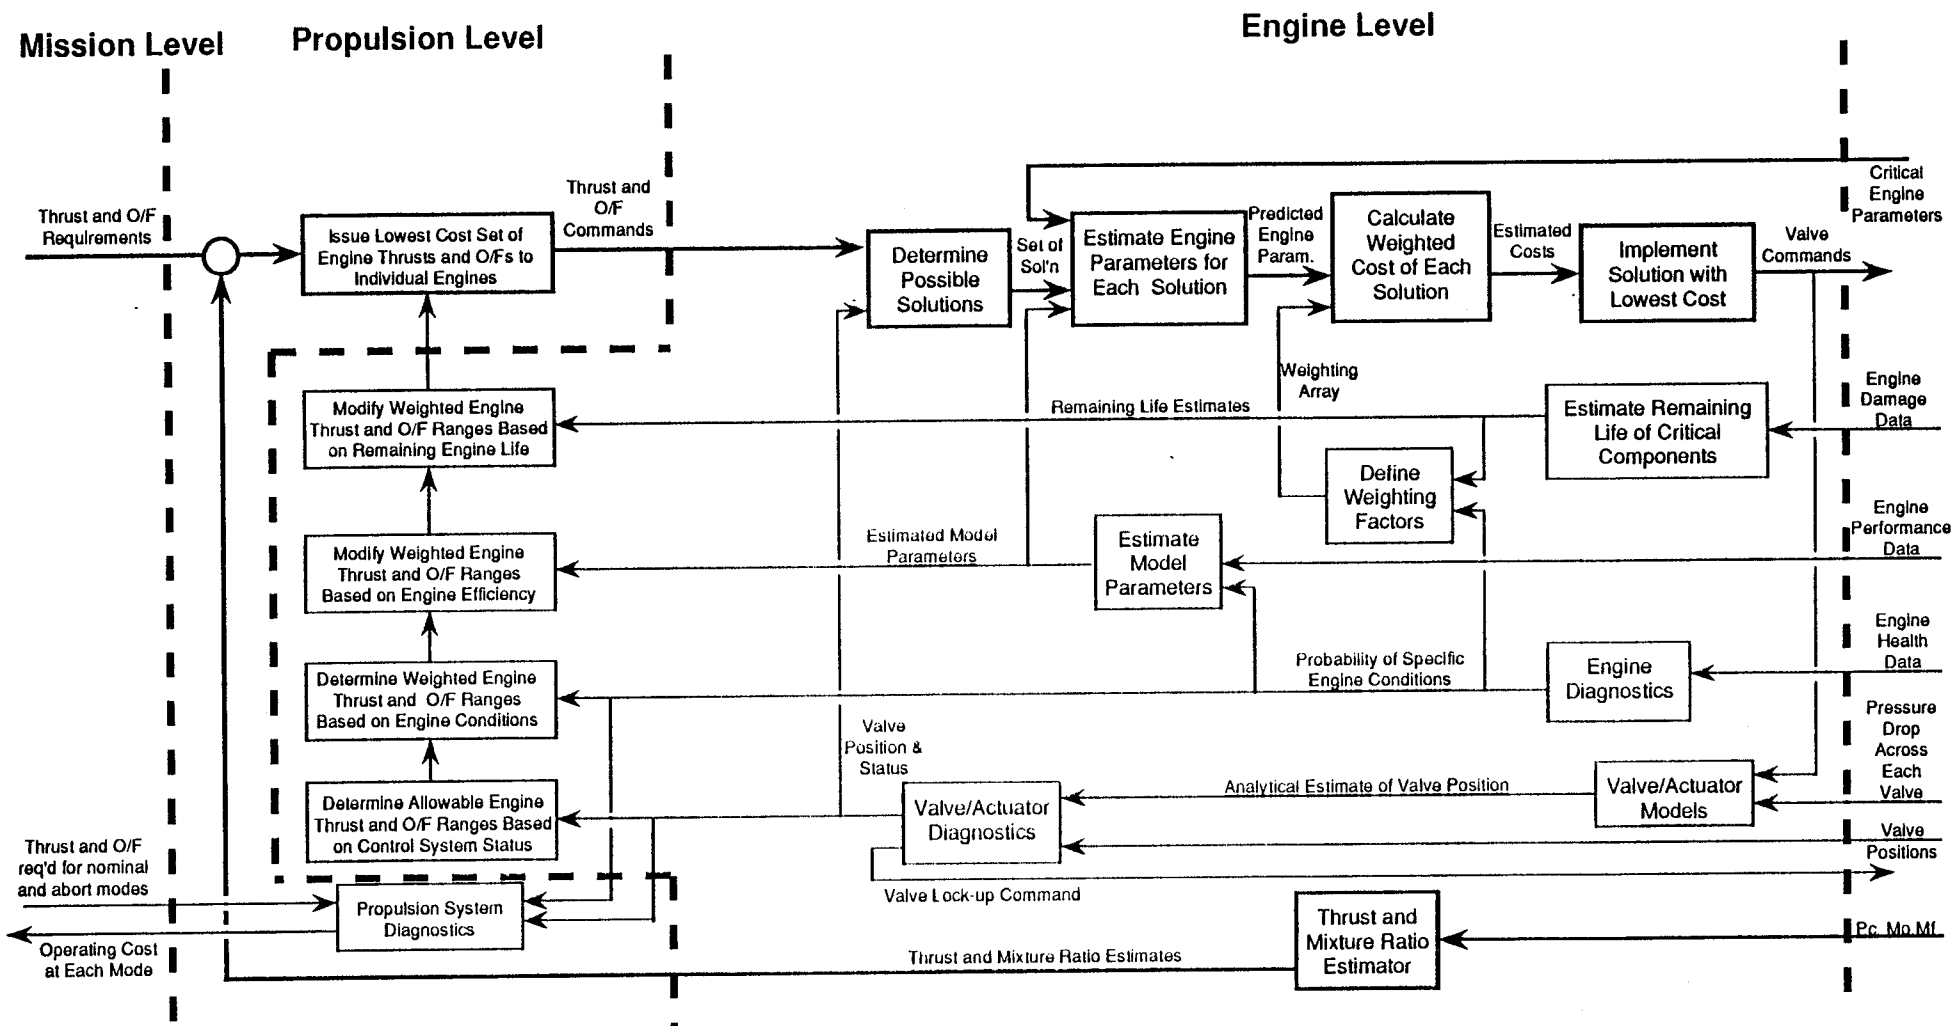 Mission Level
Propulsion Level
Engine Level
Thrust and O/F
Requirements
Issue Lowest Cost Set of
Engine Thrusts and O/Fs to
Individual Engines
Thrust and
O/F
Commands
Determine
Possible
Solutions
Set of
Sol'n
Estimate Engine
Parameters for
Each Solution
Predicted
Engine
Param.
Calculate
Weighted
Cost of Each
Solution
Estimated
Costs
Implement
Solution with
Lowest Cost
Valve
Commands
Critical
Engine
Parameters
Weighting
Array
Modify Weighted Engine
Thrust and O/F Ranges Based
on Remaining Engine Life
Remaining Life Estimates
Estimate Remaining
Life of Critical
Components
Engine
Damage
Data
Define
Weighting
Factors
Modify Weighted Engine
Thrust and O/F Ranges
Based on Engine Efficiency
Estimated Model
Parameters
Estimate
Model
Parameters
Engine
Performance
Data
Determine Weighted Engine
Thrust and O/F Ranges
Based on Engine Conditions
Probability of Specific
Engine Conditions
Engine
Diagnostics
Engine
Health
Data
Valve
Position &
Status
Determine Allowable Engine
Thrust and O/F Ranges Based
on Control System Status
Valve/Actuator
Diagnostics
Analytical Estimate of Valve Position
Valve/Actuator
Models
Pressure
Drop
Across
Each
Valve
Valve
Positions
Valve Lock-up Command
Thrust and O/F
req'd for nominal
and abort modes
Propulsion System
Diagnostics
Operating Cost
at Each Mode
Thrust and Mixture Ratio Estimates
Thrust and
Mixture Ratio
Estimator
Pc, Mo,Mf